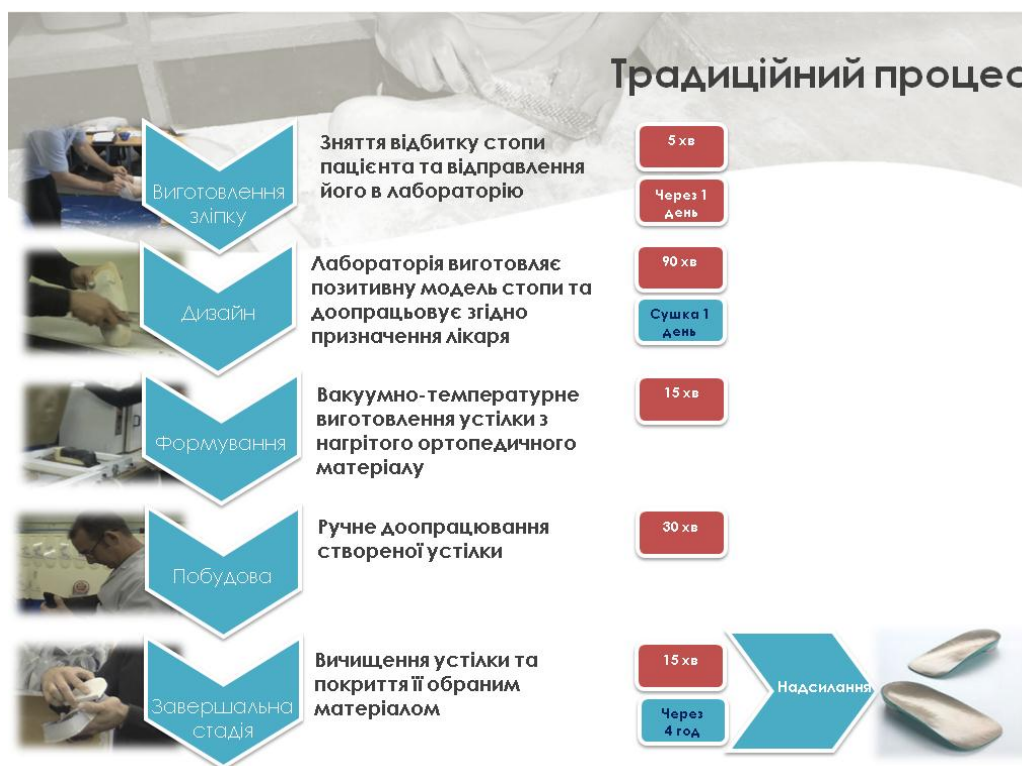 Традиційний процес
Виготовлення
зліпку
Зняття відбитку стопи
пацієнта та відправлення
його в лабораторію
5 хв
Через 1
день
Дизайн
Лабораторія виготовляє
позитивну модель стопи та
доопрацьовує згідно
призначення лікаря
90 хв
Сушка 1
день
Формування
Вакуумно-температурне
виготовлення устілки з
нагрітого ортопедичного
матеріалу
15 хв
Побудова
Ручне доопрацювання
створеної устілки
30 хв
Завершальна
стадія
Вичищення устілки та
покриття її обраним
матеріалом
15 хв
Через
4 год
Надсилання